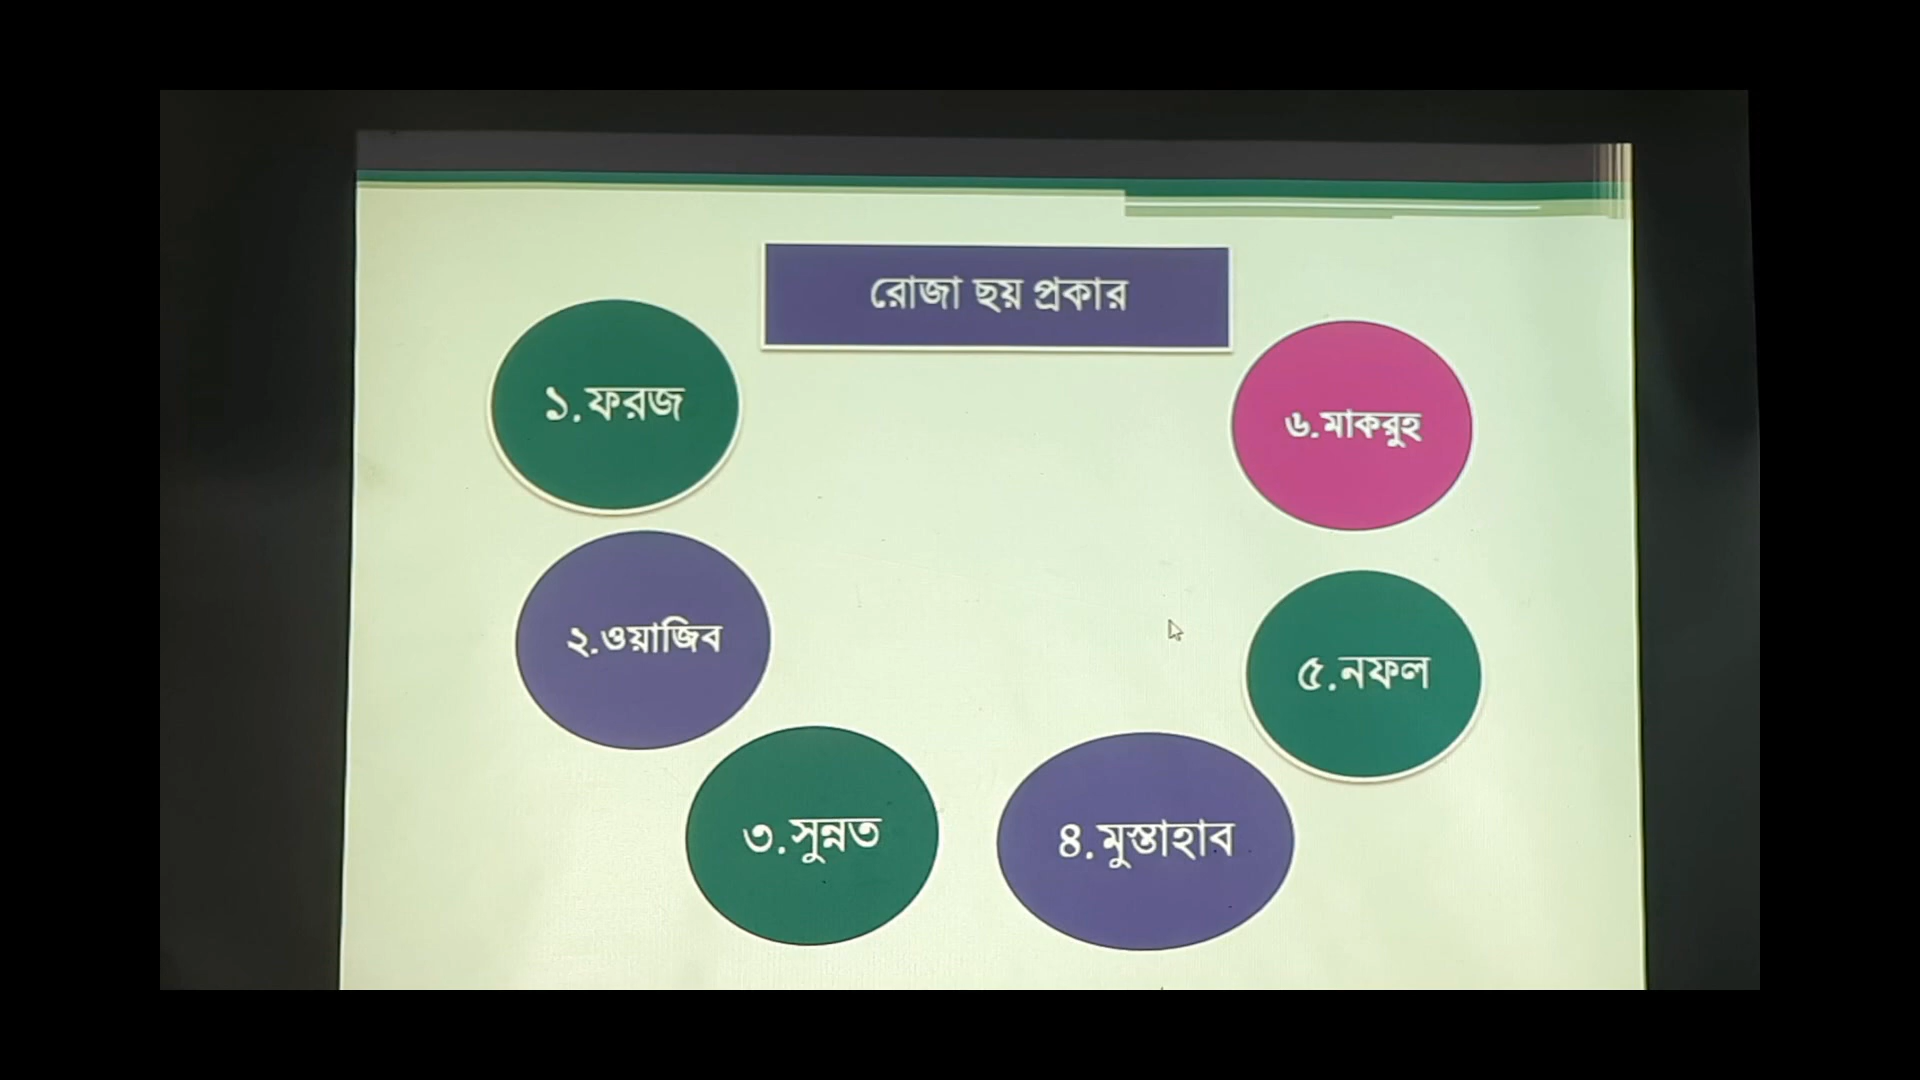 রোজা ছয় প্রকার
১.ফরজ
২.ওয়াজিব
৩.সুন্নত
৪.মুস্তাহাব
৫.নফল
৬.মাকরুহ